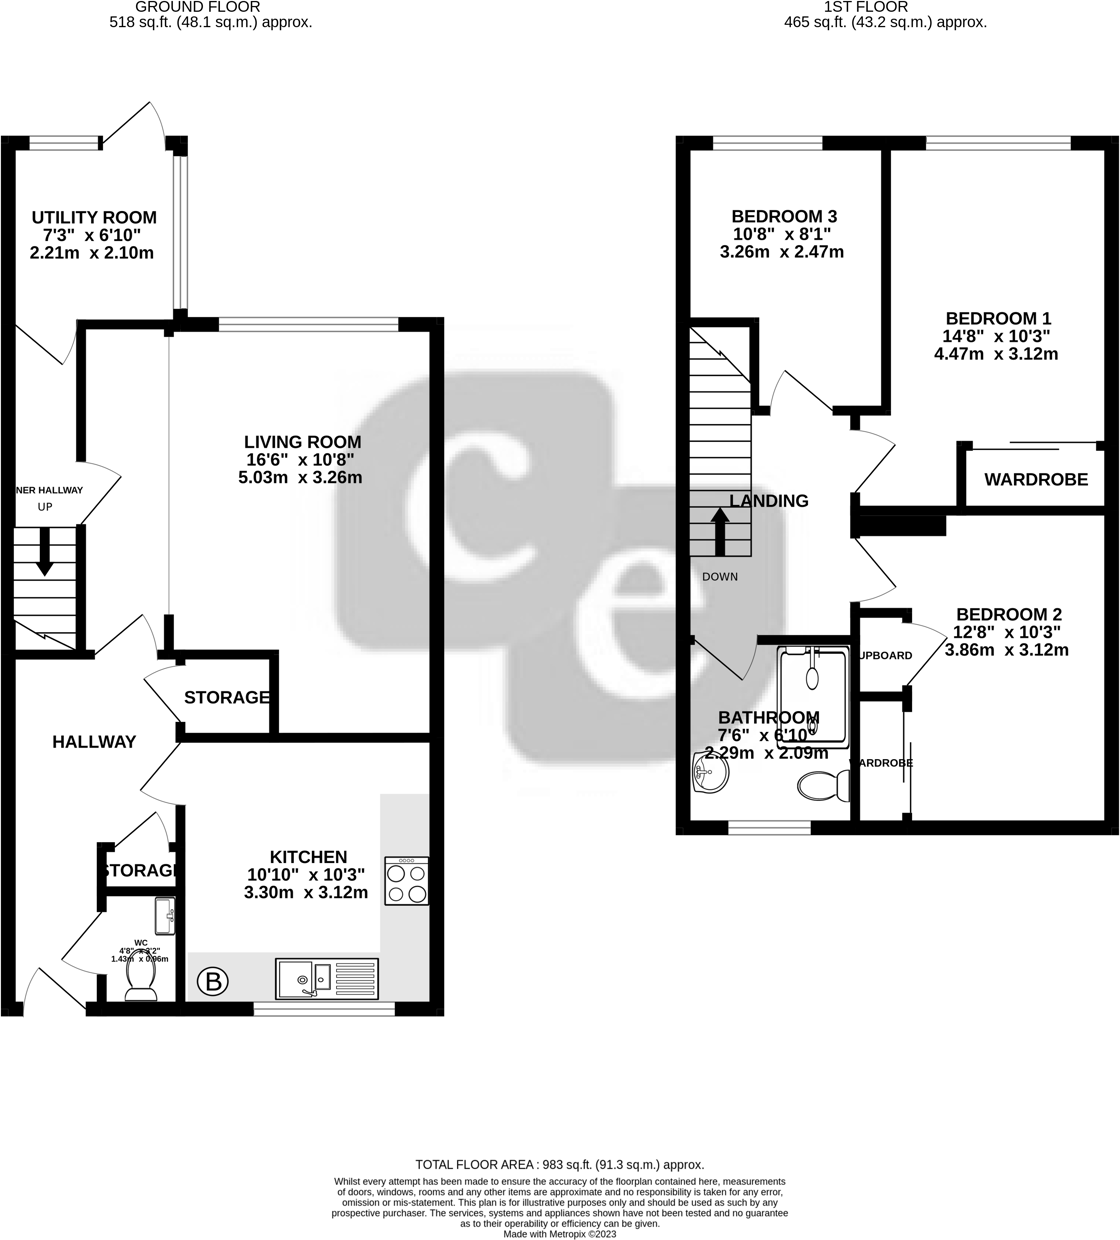 GROUND FLOOR
518 sq.ft. (48.1 sq.m.) approx.
1ST FLOOR
465 sq.ft. (43.2 sq.m.) approx.
UTILITY ROOM
7'3" x 6'10"
2.21m x 2.10m
LIVING ROOM
16'6" x 10'8"
5.03m x 3.26m
NER HALLWAY
UP
STORAGE
HALLWAY
STORAGE
KITCHEN
10'10" x 10'3"
3.30m x 3.12m
WC
4'8" x 3'2"
1.43m x 0.96m
B
BEDROOM 3
10'8" x 8'1"
3.26m x 2.47m
BEDROOM 1
14'8" x 10'3"
4.47m x 3.12m
WARDROBE
LANDING
DOWN
BEDROOM 2
12'8" x 10'3"
3.86m x 3.12m
UPBOARD
BATHROOM
7'6" x 6'10"
2.29m x 2.09m
WARDROBE
ce
TOTAL FLOOR AREA : 983 sq.ft. (91.3 sq.m.) approx.
Whilst every attempt has been made to ensure the accuracy of the floorplan contained here, measurements
of doors, windows, rooms and any other items are approximate and no responsibility is taken for any error,
omission or mis-statement. This plan is for illustrative purposes only and should be used as such by any
prospective purchaser. The services, systems and appliances shown have not been tested and no guarantee
as to their operability or efficiency can be given.
Made with Metropix ©2023